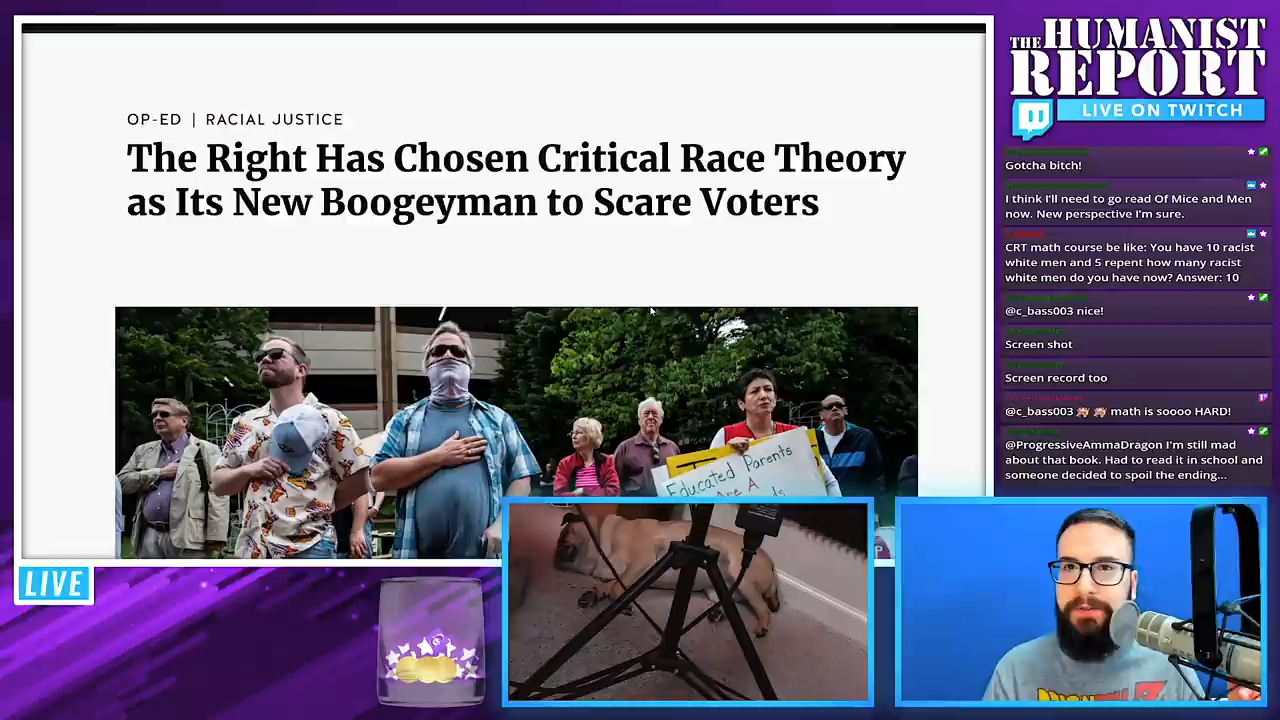 OP-ED | RACIAL JUSTICE
The Right Has Chosen Critical Race Theory
as Its New Boogeyman to Scare Voters
Educated Parents
Are A
LIVE
THE HUMANIST
REPORT
LIVE ON TWITCH
Gotcha bitch!
I think I'll need to go read Of Mice and Men
now. New perspective I'm sure.
CRT math course be like: You have 10 racist
white men and 5 repent how many racist
white men do you have now? Answer: 10
@c_bass003 nice!
Screen shot
Screen record too
@c_bass003 math is soooo HARD!
@ProgressiveAmmaDragon I'm still mad
about that book. Had to read it in school and
someone decided to spoil the ending...